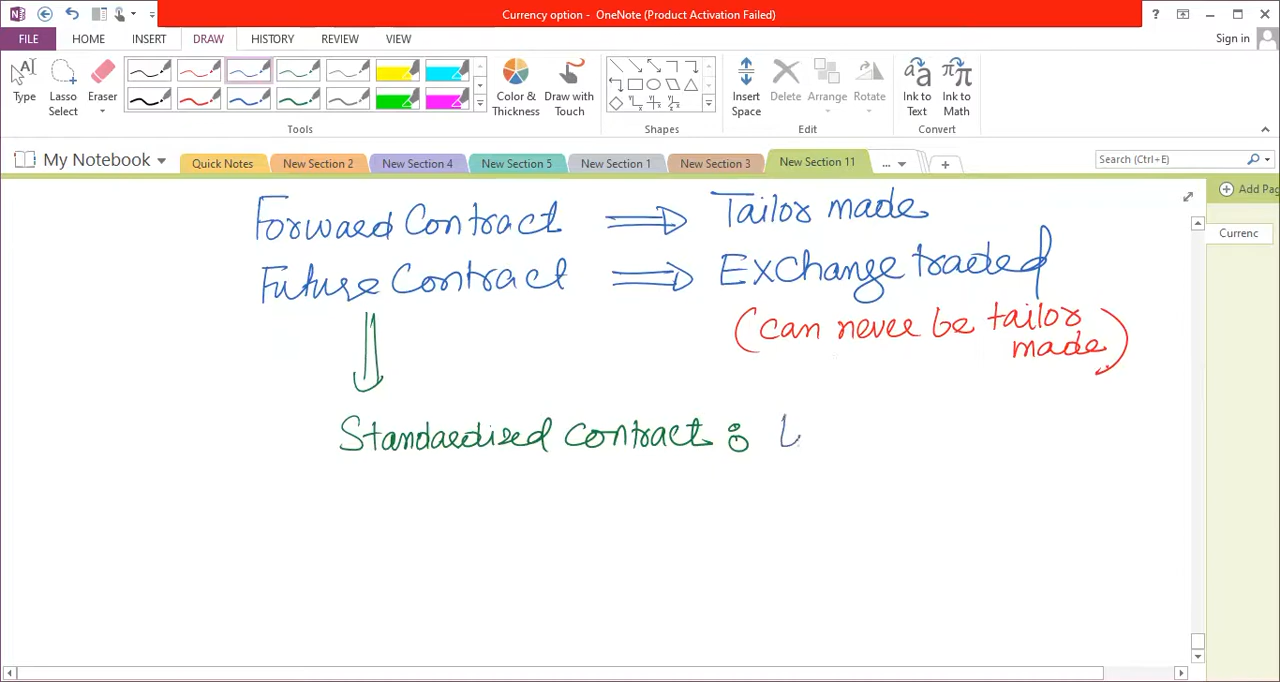 Currency option - OneNote (Product Activation Failed)
?
FILE HOME INSERT DRAW HISTORY REVIEW VIEW
Sign in
Type
Lasso Select
Eraser
Color & Thickness
Draw with Touch
Insert Space
Delete
Arrange
Rotate
Ink to Text
Ink to Math
Tools
Shapes
Edit
Convert
My Notebook
Quick Notes
New Section 2
New Section 4
New Section 5
New Section 1
New Section 3
New Section 11
...
Search (Ctrl+E)
Add Pag
Currenc
Forward Contract ⇒ Tailor made
Future Contract ⇒ Exchange traded
(can never be tailor
made)
Standardised contract :